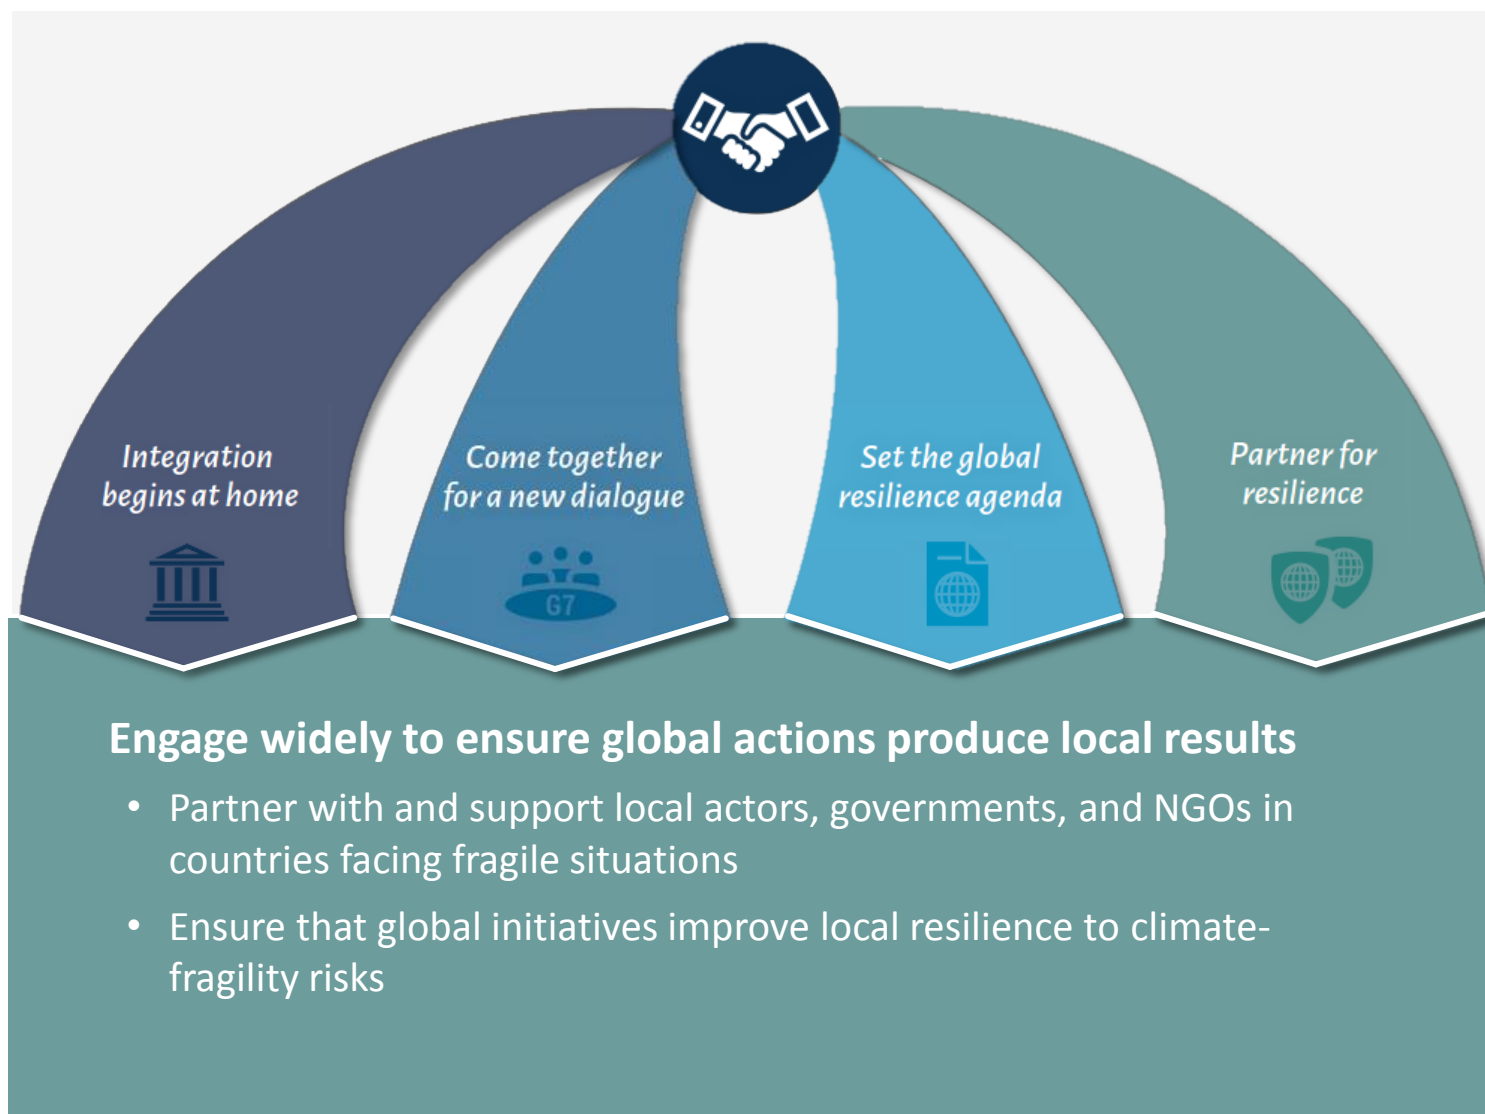 Integration
begins at home
Come together
for a new dialogue
G7
Set the global
resilience agenda
Partner for
resilience
Engage widely to ensure global actions produce local results
• Partner with and support local actors, governments, and NGOs in
countries facing fragile situations
• Ensure that global initiatives improve local resilience to climate-
fragility risks